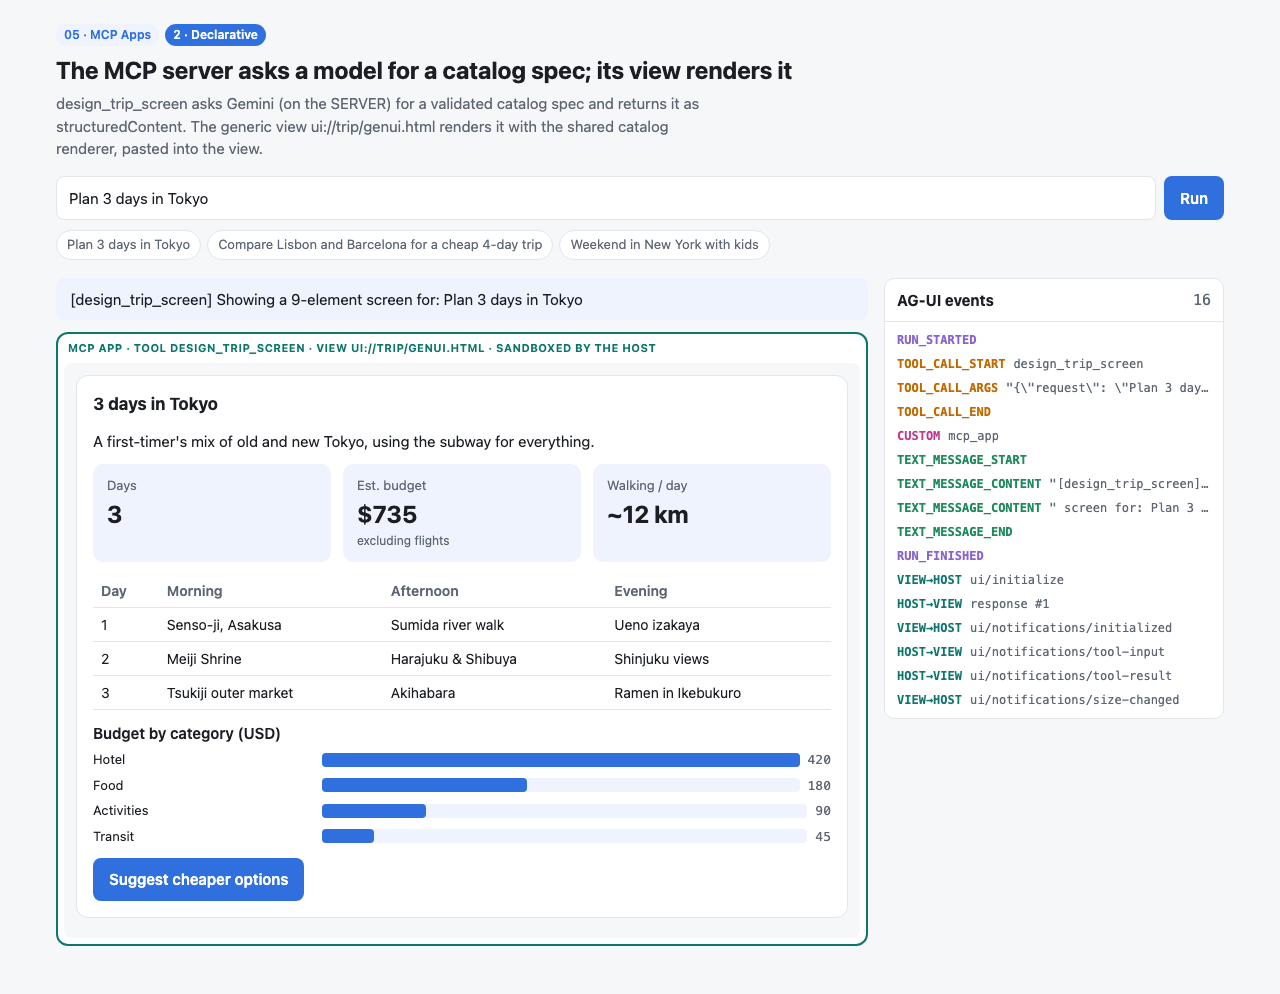 05 · MCP Apps
2 · Declarative
The MCP server asks a model for a catalog spec; its view renders it
design_trip_screen asks Gemini (on the SERVER) for a validated catalog spec and returns it as
structuredContent. The generic view ui://trip/genui.html renders it with the shared catalog
renderer, pasted into the view.
Plan 3 days in Tokyo
Run
Plan 3 days in Tokyo
Compare Lisbon and Barcelona for a cheap 4-day trip
Weekend in New York with kids
[design_trip_screen] Showing a 9-element screen for: Plan 3 days in Tokyo
MCP APP · TOOL DESIGN_TRIP_SCREEN · VIEW UI://TRIP/GENUI.HTML · SANDBOXED BY THE HOST
3 days in Tokyo
A first-timer's mix of old and new Tokyo, using the subway for everything.
Days
3
Est. budget
$735
excluding flights
Walking / day
~12 km
Day Morning Afternoon Evening
1 Senso-ji, Asakusa Sumida river walk Ueno izakaya
2 Meiji Shrine Harajuku & Shibuya Shinjuku views
3 Tsukiji outer market Akihabara Ramen in Ikebukuro
Budget by category (USD)
Hotel 420
Food 180
Activities 90
Transit 45
Suggest cheaper options
AG-UI events 16
RUN_STARTED
TOOL_CALL_START design_trip_screen
TOOL_CALL_ARGS "{\"request\": \"Plan 3 day…
TOOL_CALL_END
CUSTOM mcp_app
TEXT_MESSAGE_START
TEXT_MESSAGE_CONTENT "[design_trip_screen]…
TEXT_MESSAGE_CONTENT " screen for: Plan 3 …
TEXT_MESSAGE_END
RUN_FINISHED
VIEW→HOST ui/initialize
HOST→VIEW response #1
VIEW→HOST ui/notifications/initialized
HOST→VIEW ui/notifications/tool-input
HOST→VIEW ui/notifications/tool-result
VIEW→HOST ui/notifications/size-changed